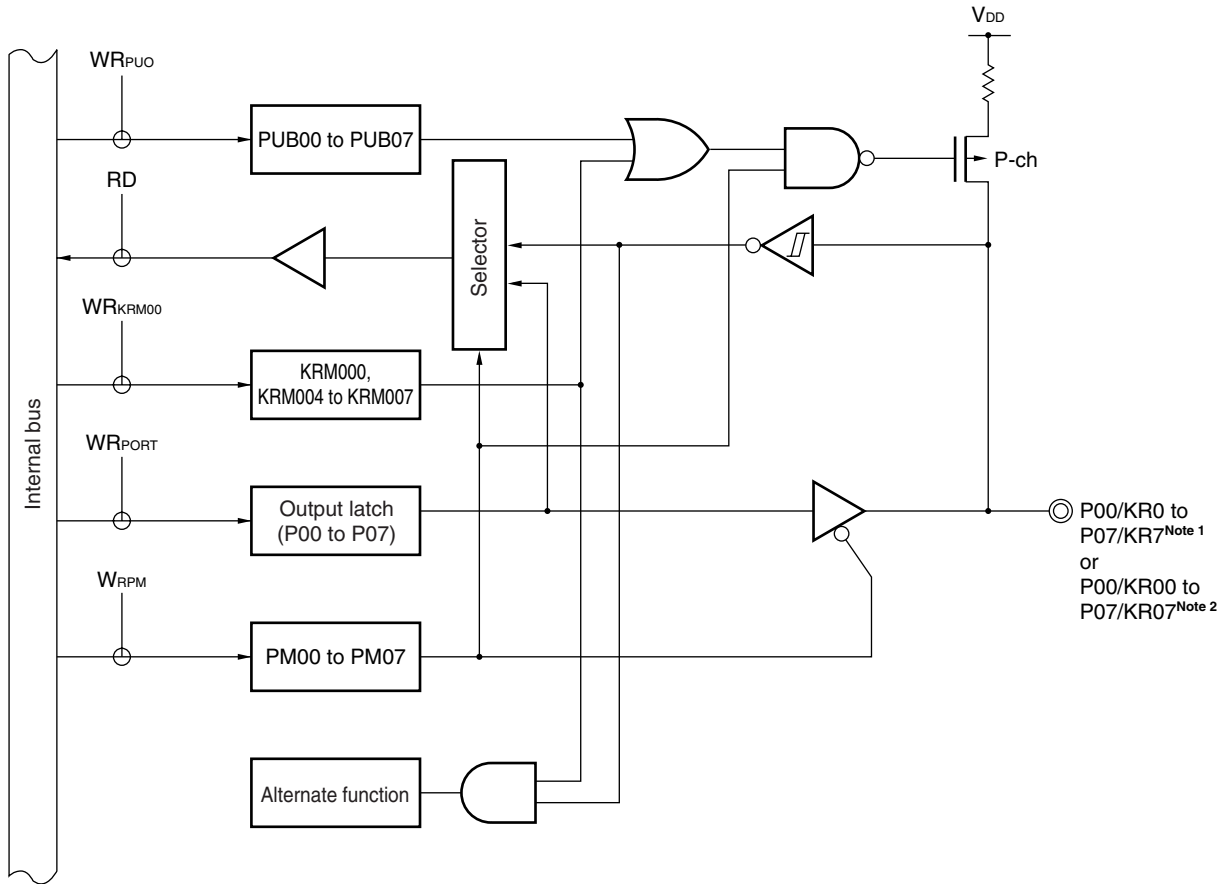 VDD
WRPUO
PUB00 to PUB07
P-ch
RD
Selector
WRKRM00
KRM000,
KRM004 to KRM007
Internal bus
WRPORT
Output latch
(P00 to P07)
P00/KR0 to
P07/KR7Note 1
or
P00/KR00 to
P07/KR07Note 2
WRPM
PM00 to PM07
Alternate function